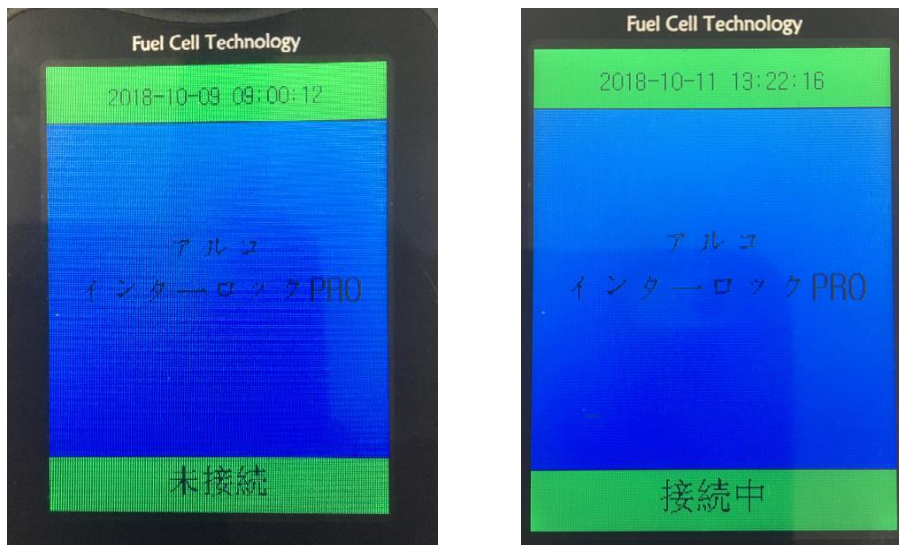 Fuel Cell Technology
2018-10-09 09:00:12
アルコ
インターロックPRO
未接続
Fuel Cell Technology
2018-10-11 13:22:16
アルコ
インターロックPRO
接続中